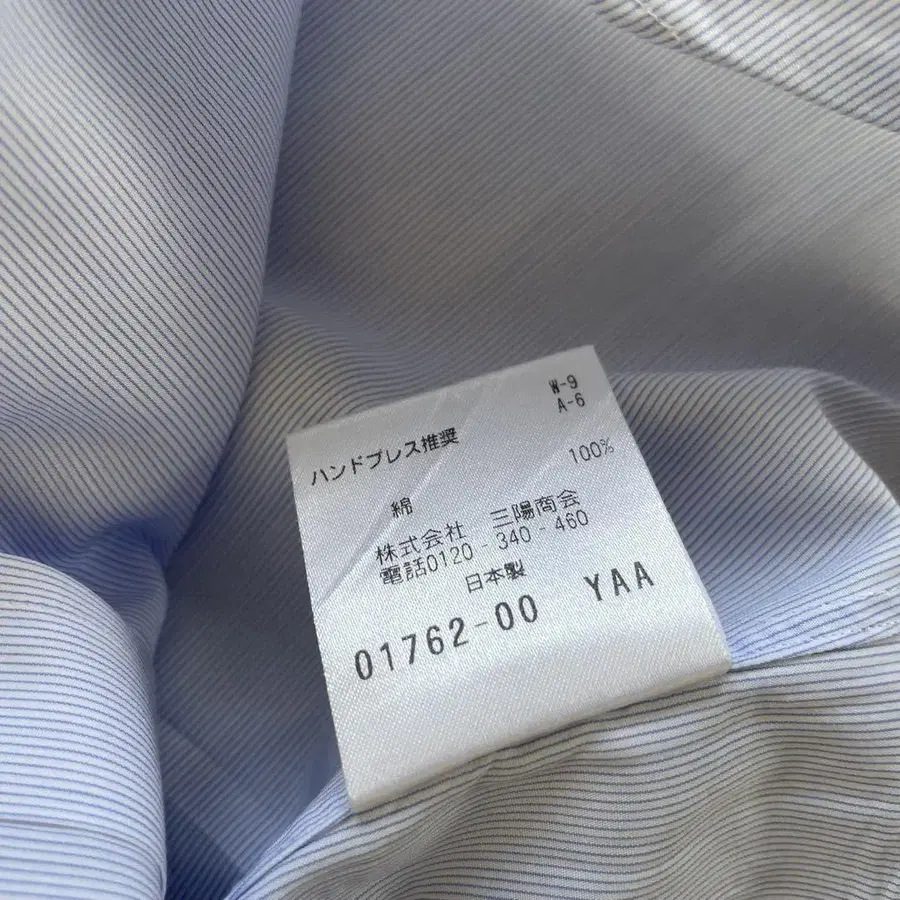 W-9
A-6
ハンドプレス推奨
綿 100%
株式会社 三陽商会
電話0120-340-460
日本製
01762-00 YAA